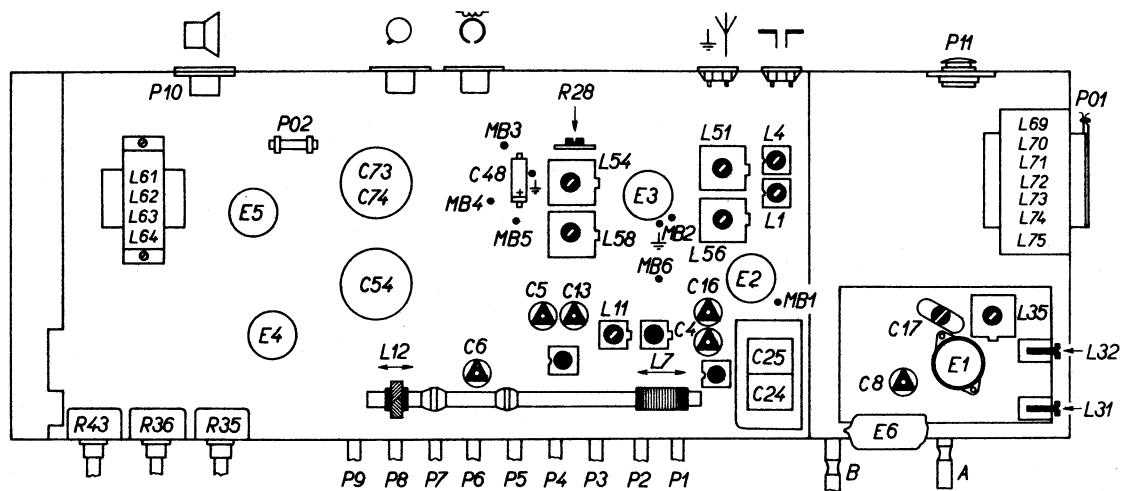 P11
P10
R28
P01
P02
MB3
L51
L4
L69
L70
L71
L72
L73
L74
L75
L54
C73
C74
C48
L61
L62
L63
L64
E3
E5
MB4
MB5
L58
MB2
L1
L56
MB6
E2
C54
C5
C13
C16
MB1
L11
C4
C17
L35
E4
L12
C6
L7
C25
C24
E1
L32
C8
L31
R43
R36
R35
E6
P9
P8
P7
P6
P5
P4
P3
P2
P1
B
A